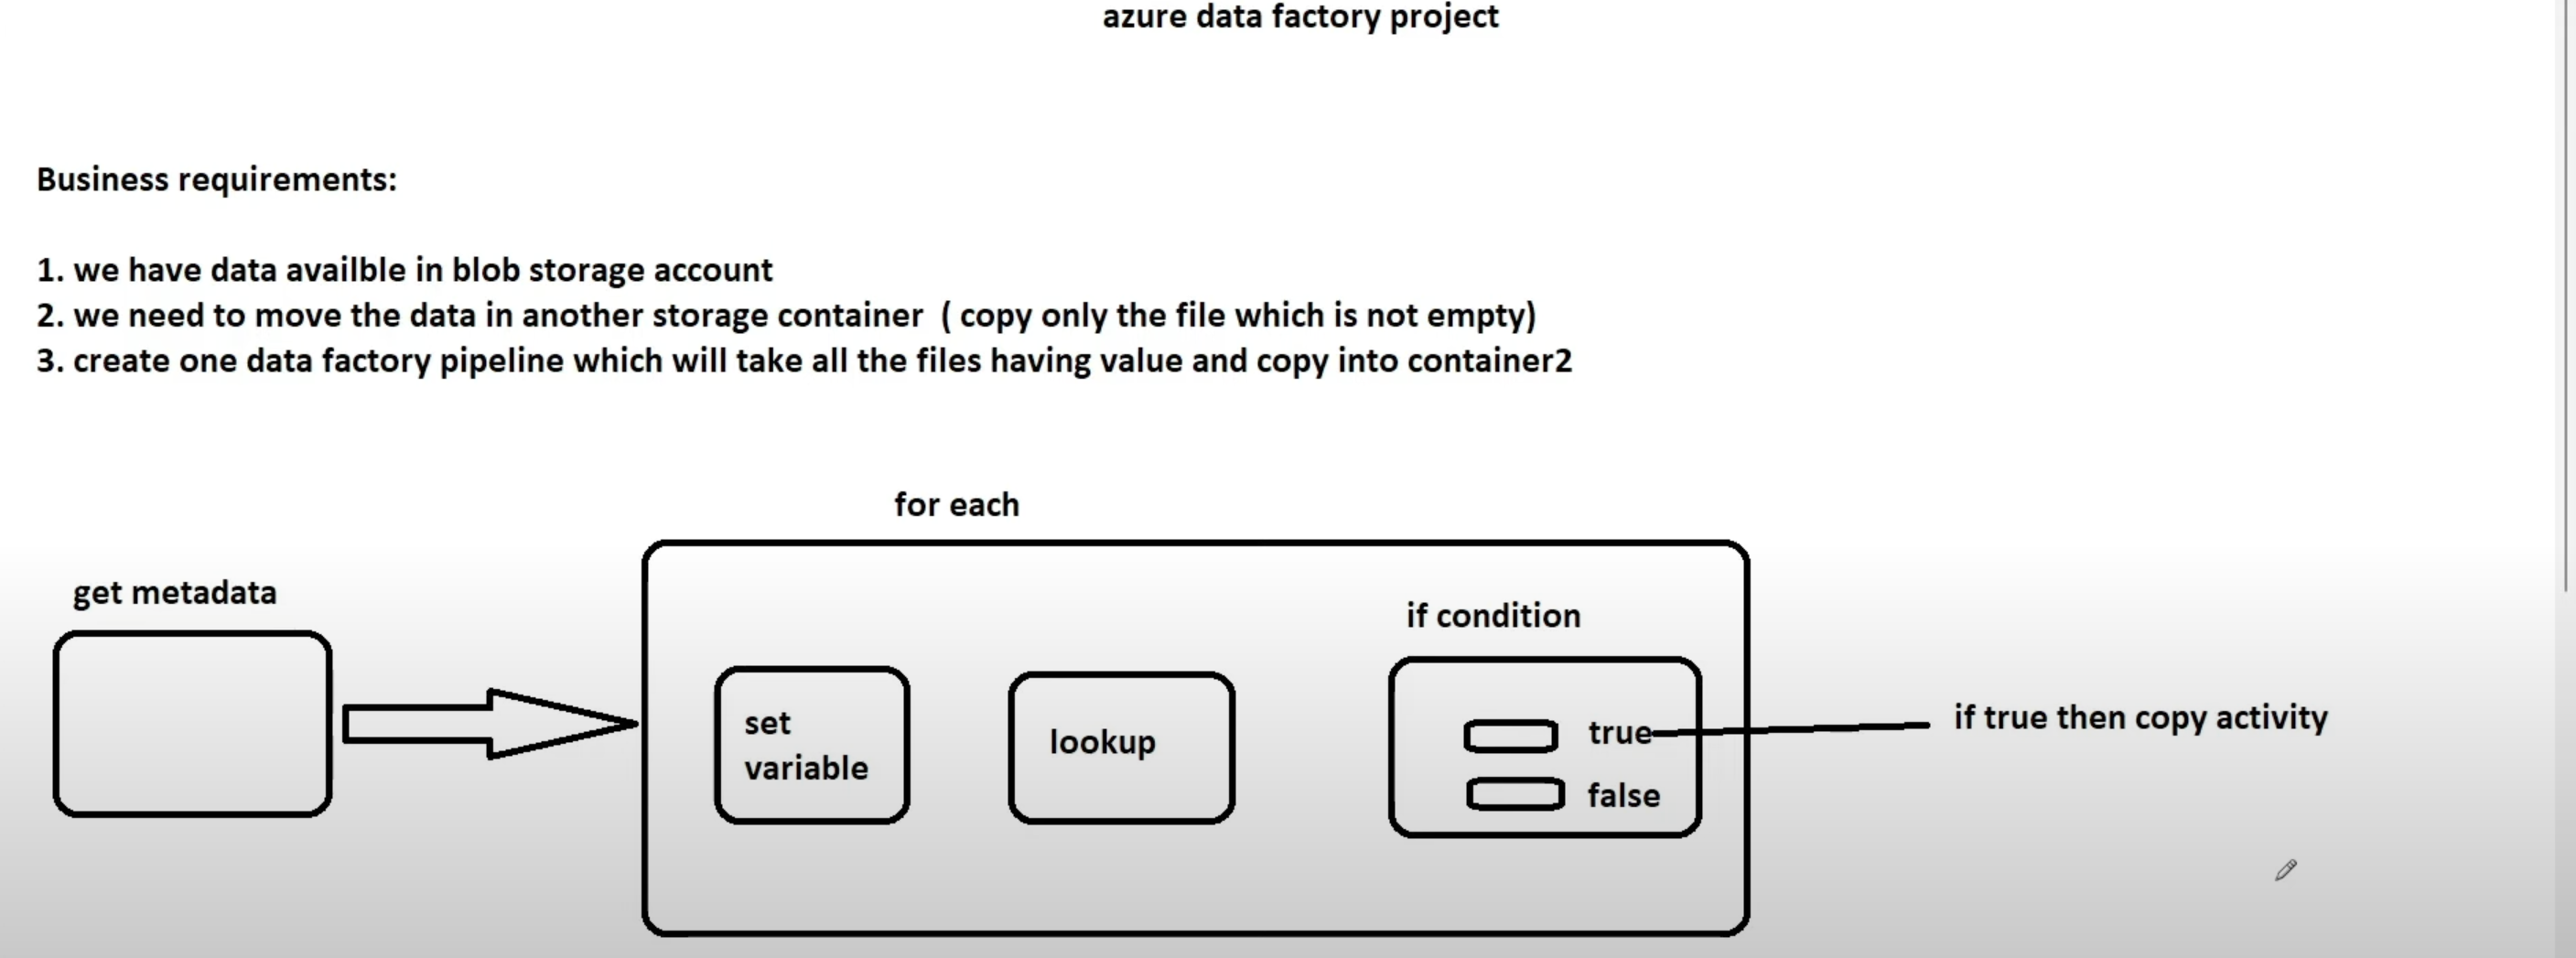 azure data factory project
Business requirements:
1. we have data availble in blob storage account
2. we need to move the data in another storage container  ( copy only the file which is not empty)
3. create one data factory pipeline which will take all the files having value and copy into container2
for each
get metadata
if condition
set
variable
lookup
true
false
if true then copy activity